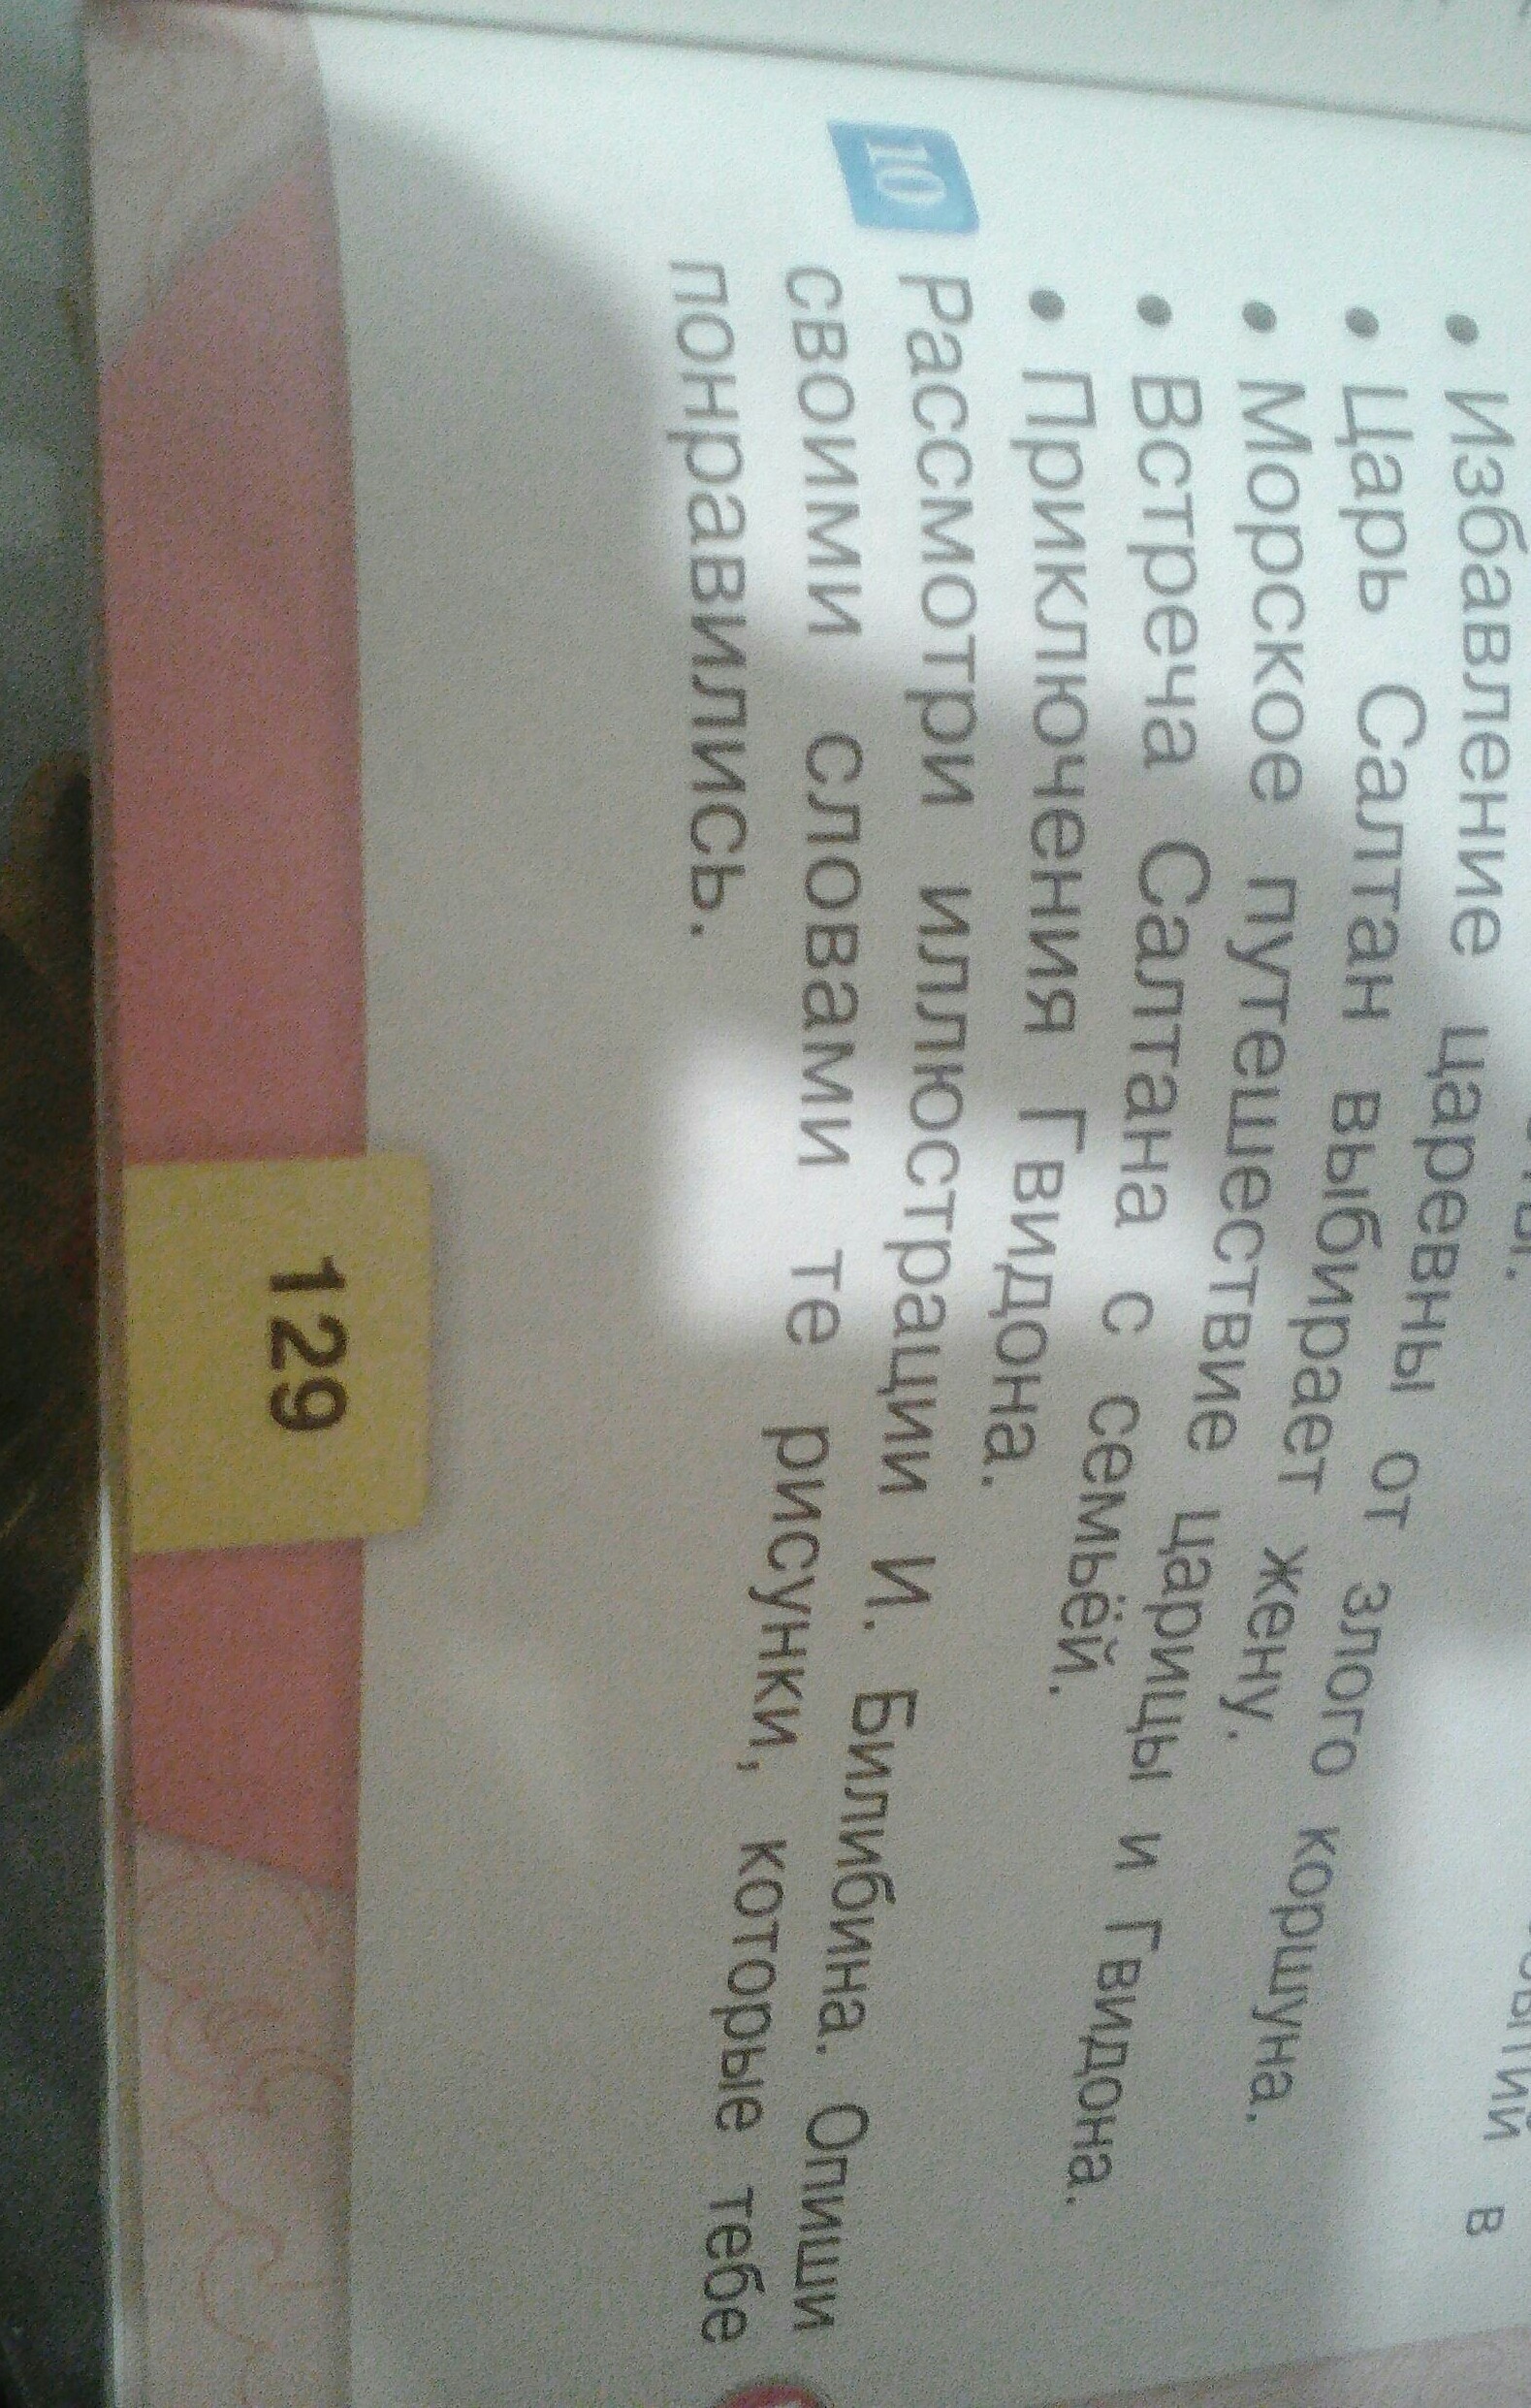 • Избавление царевны от злого коршуна.
• Царь Салтан выбирает жену.
• Морское путешествие царицы и Гвидона.
• Встреча Салтана с семьёй.
• Приключения Гвидона.
10 Рассмотри иллюстрации И. Билибина. Опиши
своими словами те рисунки, которые тебе
понравились.
129